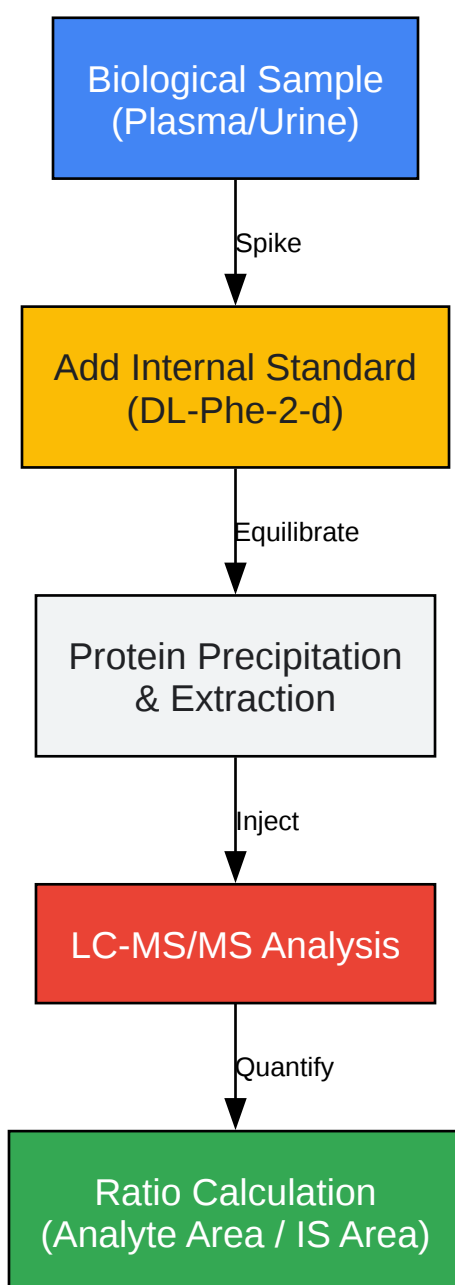 Biological Sample
(Plasma/Urine)
Spike
Add Internal Standard
(DL-Phe-2-d)
Equilibrate
Protein Precipitation
& Extraction
Inject
LC-MS/MS Analysis
Quantify
Ratio Calculation
(Analyte Area / IS Area)